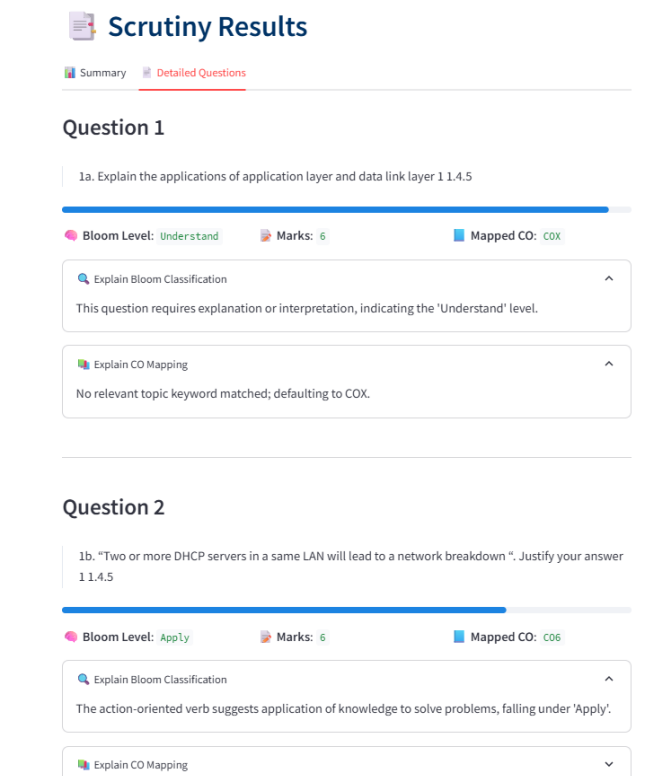 Scrutiny Results
Summary
Detailed Questions
Question 1
1a. Explain the applications of application layer and data link layer 1 1.4.5
Bloom Level: Understand
Marks: 6
Mapped CO: COX
Explain Bloom Classification
This question requires explanation or interpretation, indicating the 'Understand' level.
Explain CO Mapping
No relevant topic keyword matched; defaulting to COX.
Question 2
1b. “Two or more DHCP servers in a same LAN will lead to a network breakdown “. Justify your answer
1 1.4.5
Bloom Level: Apply
Marks: 6
Mapped CO: CO6
Explain Bloom Classification
The action-oriented verb suggests application of knowledge to solve problems, falling under 'Apply'.
Explain CO Mapping